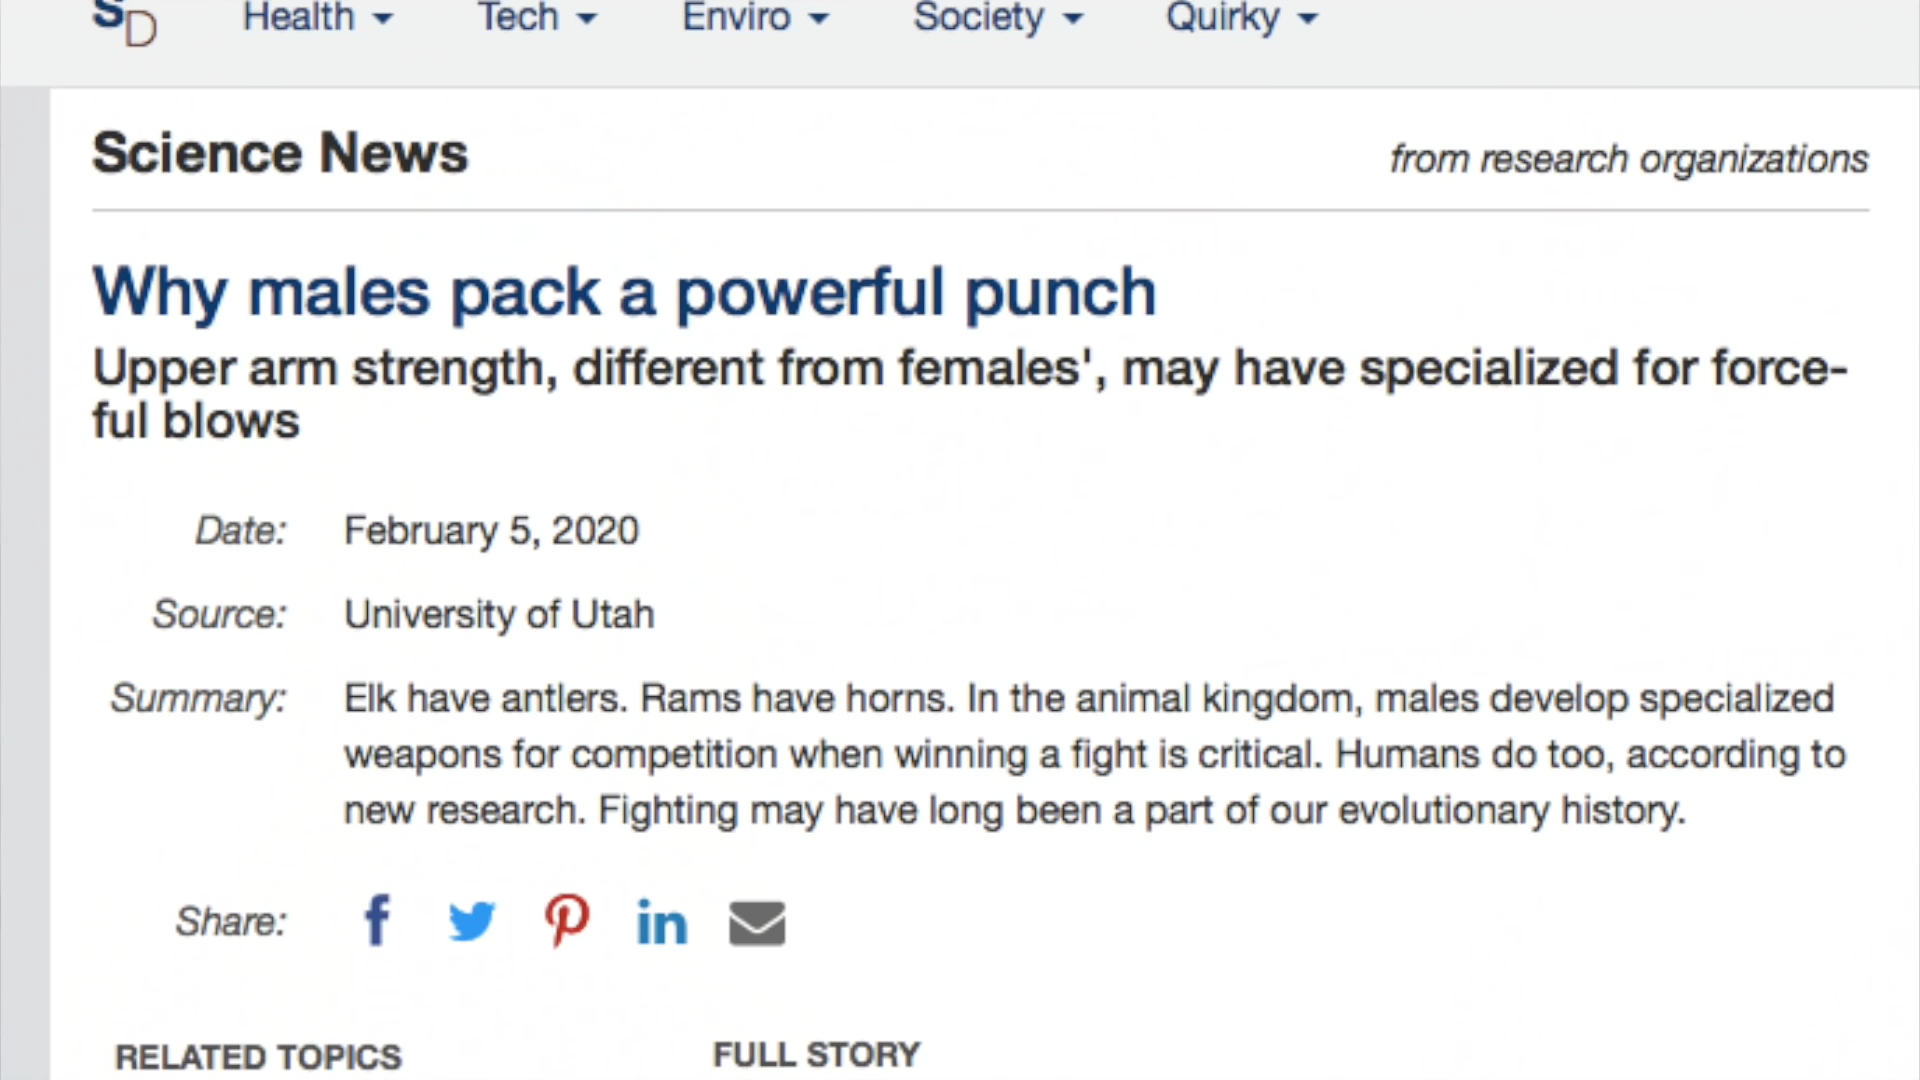 SD Health Tech Enviro Society Quirky
Science News from research organizations
Why males pack a powerful punch
Upper arm strength, different from females', may have specialized for force-
ful blows
Date: February 5, 2020
Source: University of Utah
Summary: Elk have antlers. Rams have horns. In the animal kingdom, males develop specialized
weapons for competition when winning a fight is critical. Humans do too, according to
new research. Fighting may have long been a part of our evolutionary history.
Share:
RELATED TOPICS FULL STORY